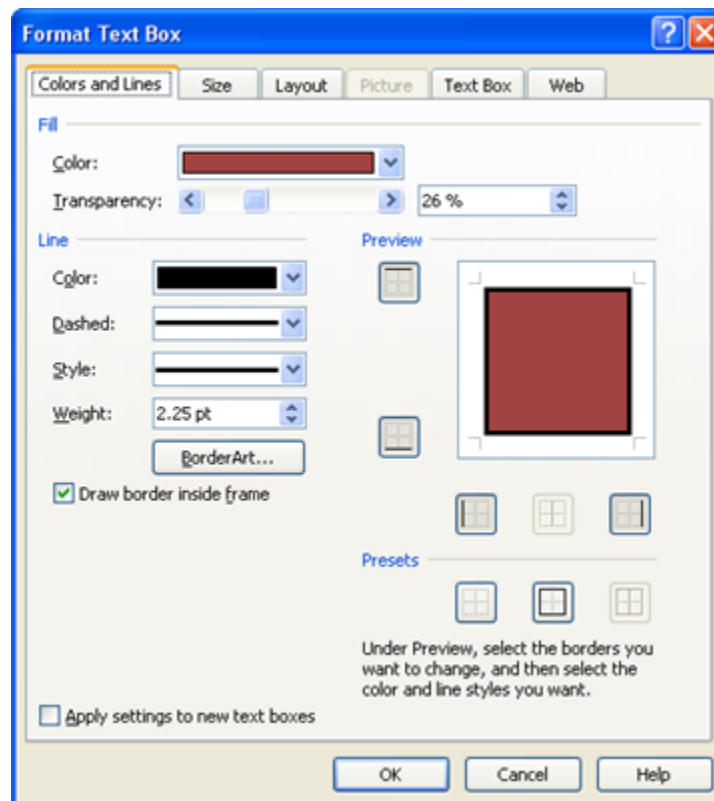 Format Text Box
Colors and Lines Size Layout Picture Text Box Web
Fill
Color:
Transparency: 26 %
Line
Color:
Dashed:
Style:
Weight: 2.25 pt
BorderArt...
Draw border inside frame
Preview
Presets
Under Preview, select the borders you
want to change, and then select the
color and line styles you want.
Apply settings to new text boxes
OK Cancel Help